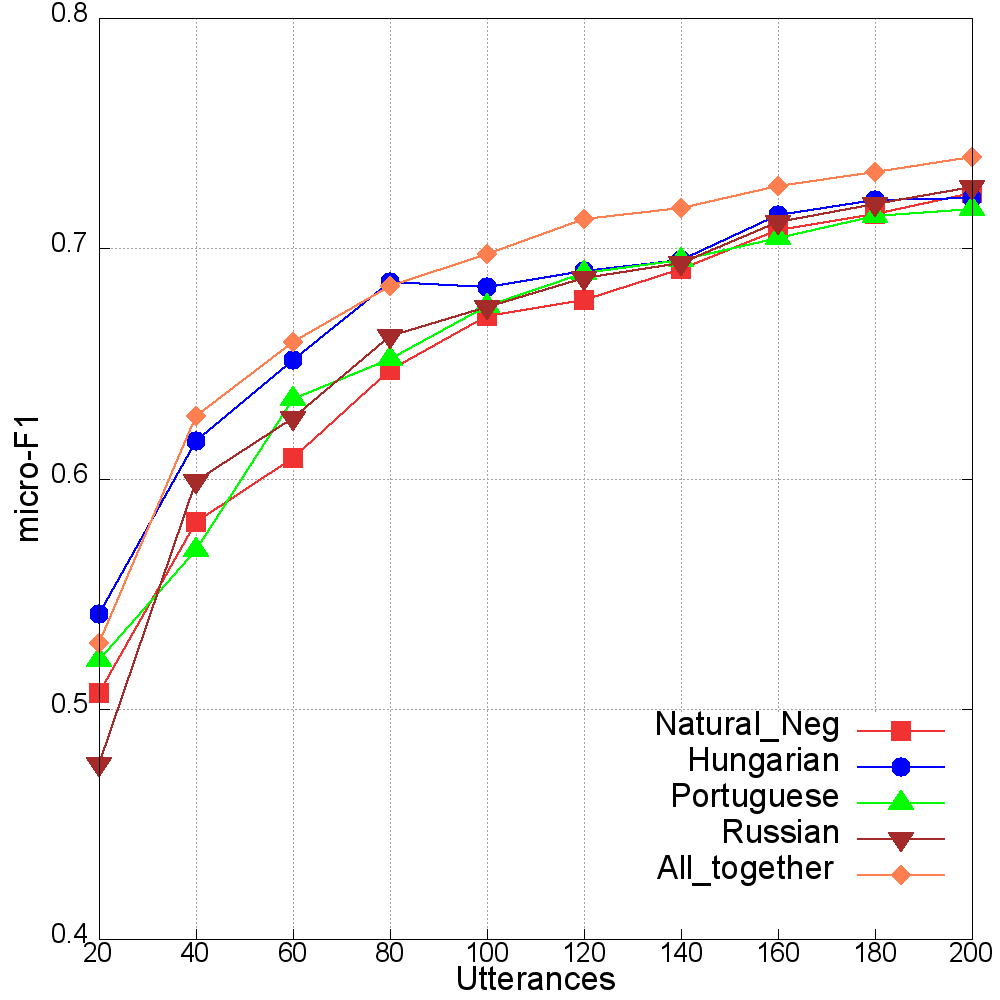 0.8
0.7
0.6
0.5
0.4
micro-F1
Natural_Neg
Hungarian
Portuguese
Russian
All_together
20 40 60 80 100 120 140 160 180 200
Utterances